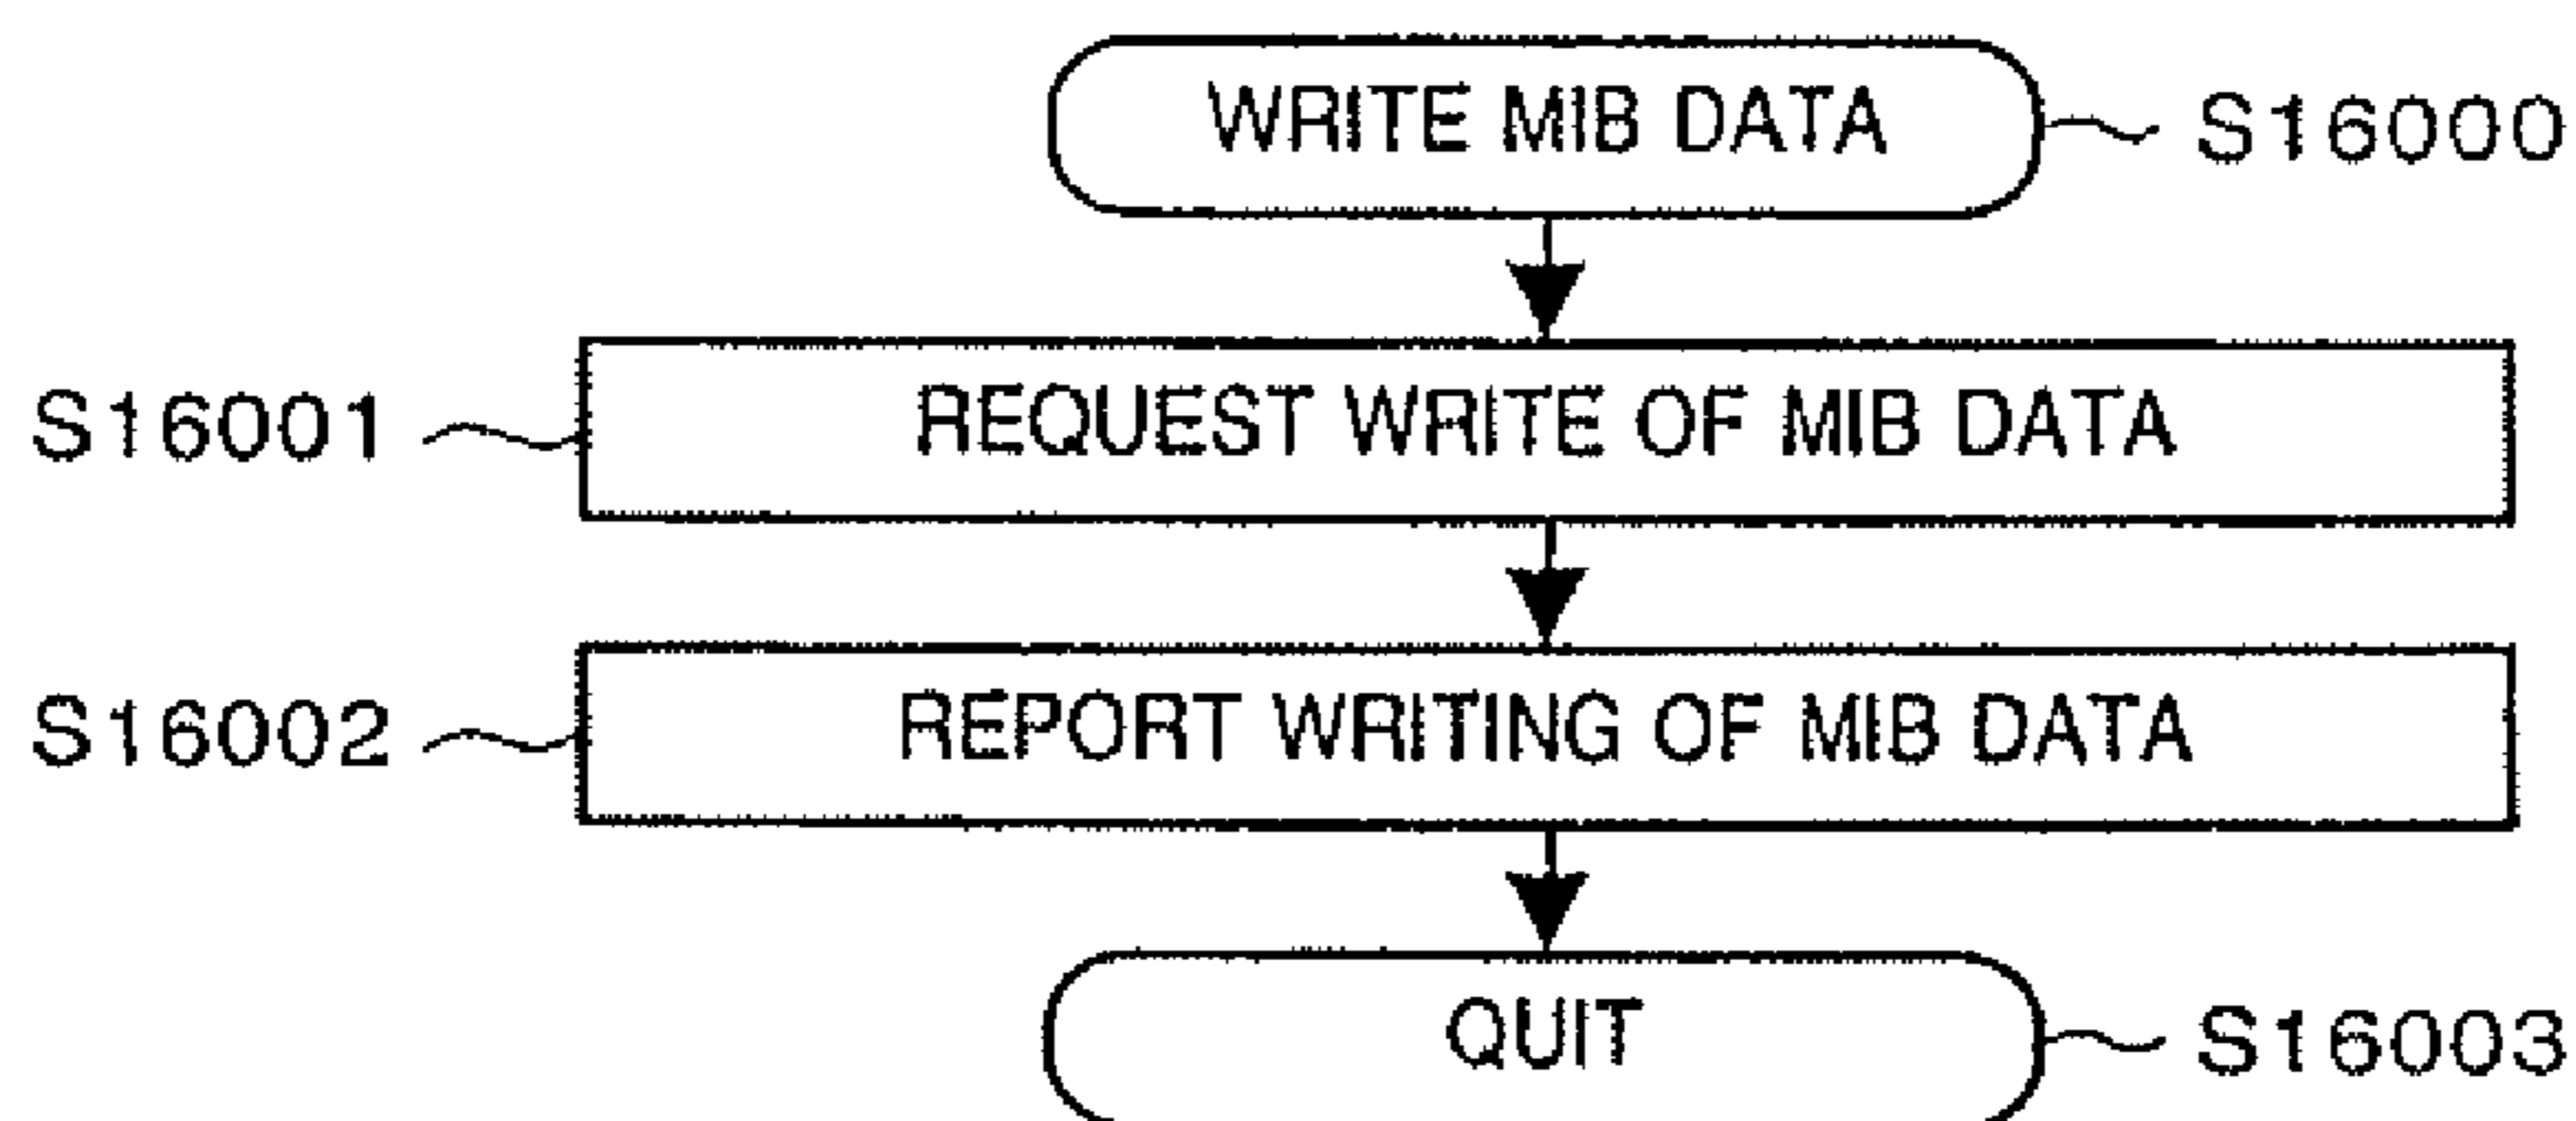 WRITE MIB DATA S16000
S16001 REQUEST WRITE OF MIB DATA
S16002 REPORT WRITING OF MIB DATA
QUIT S16003